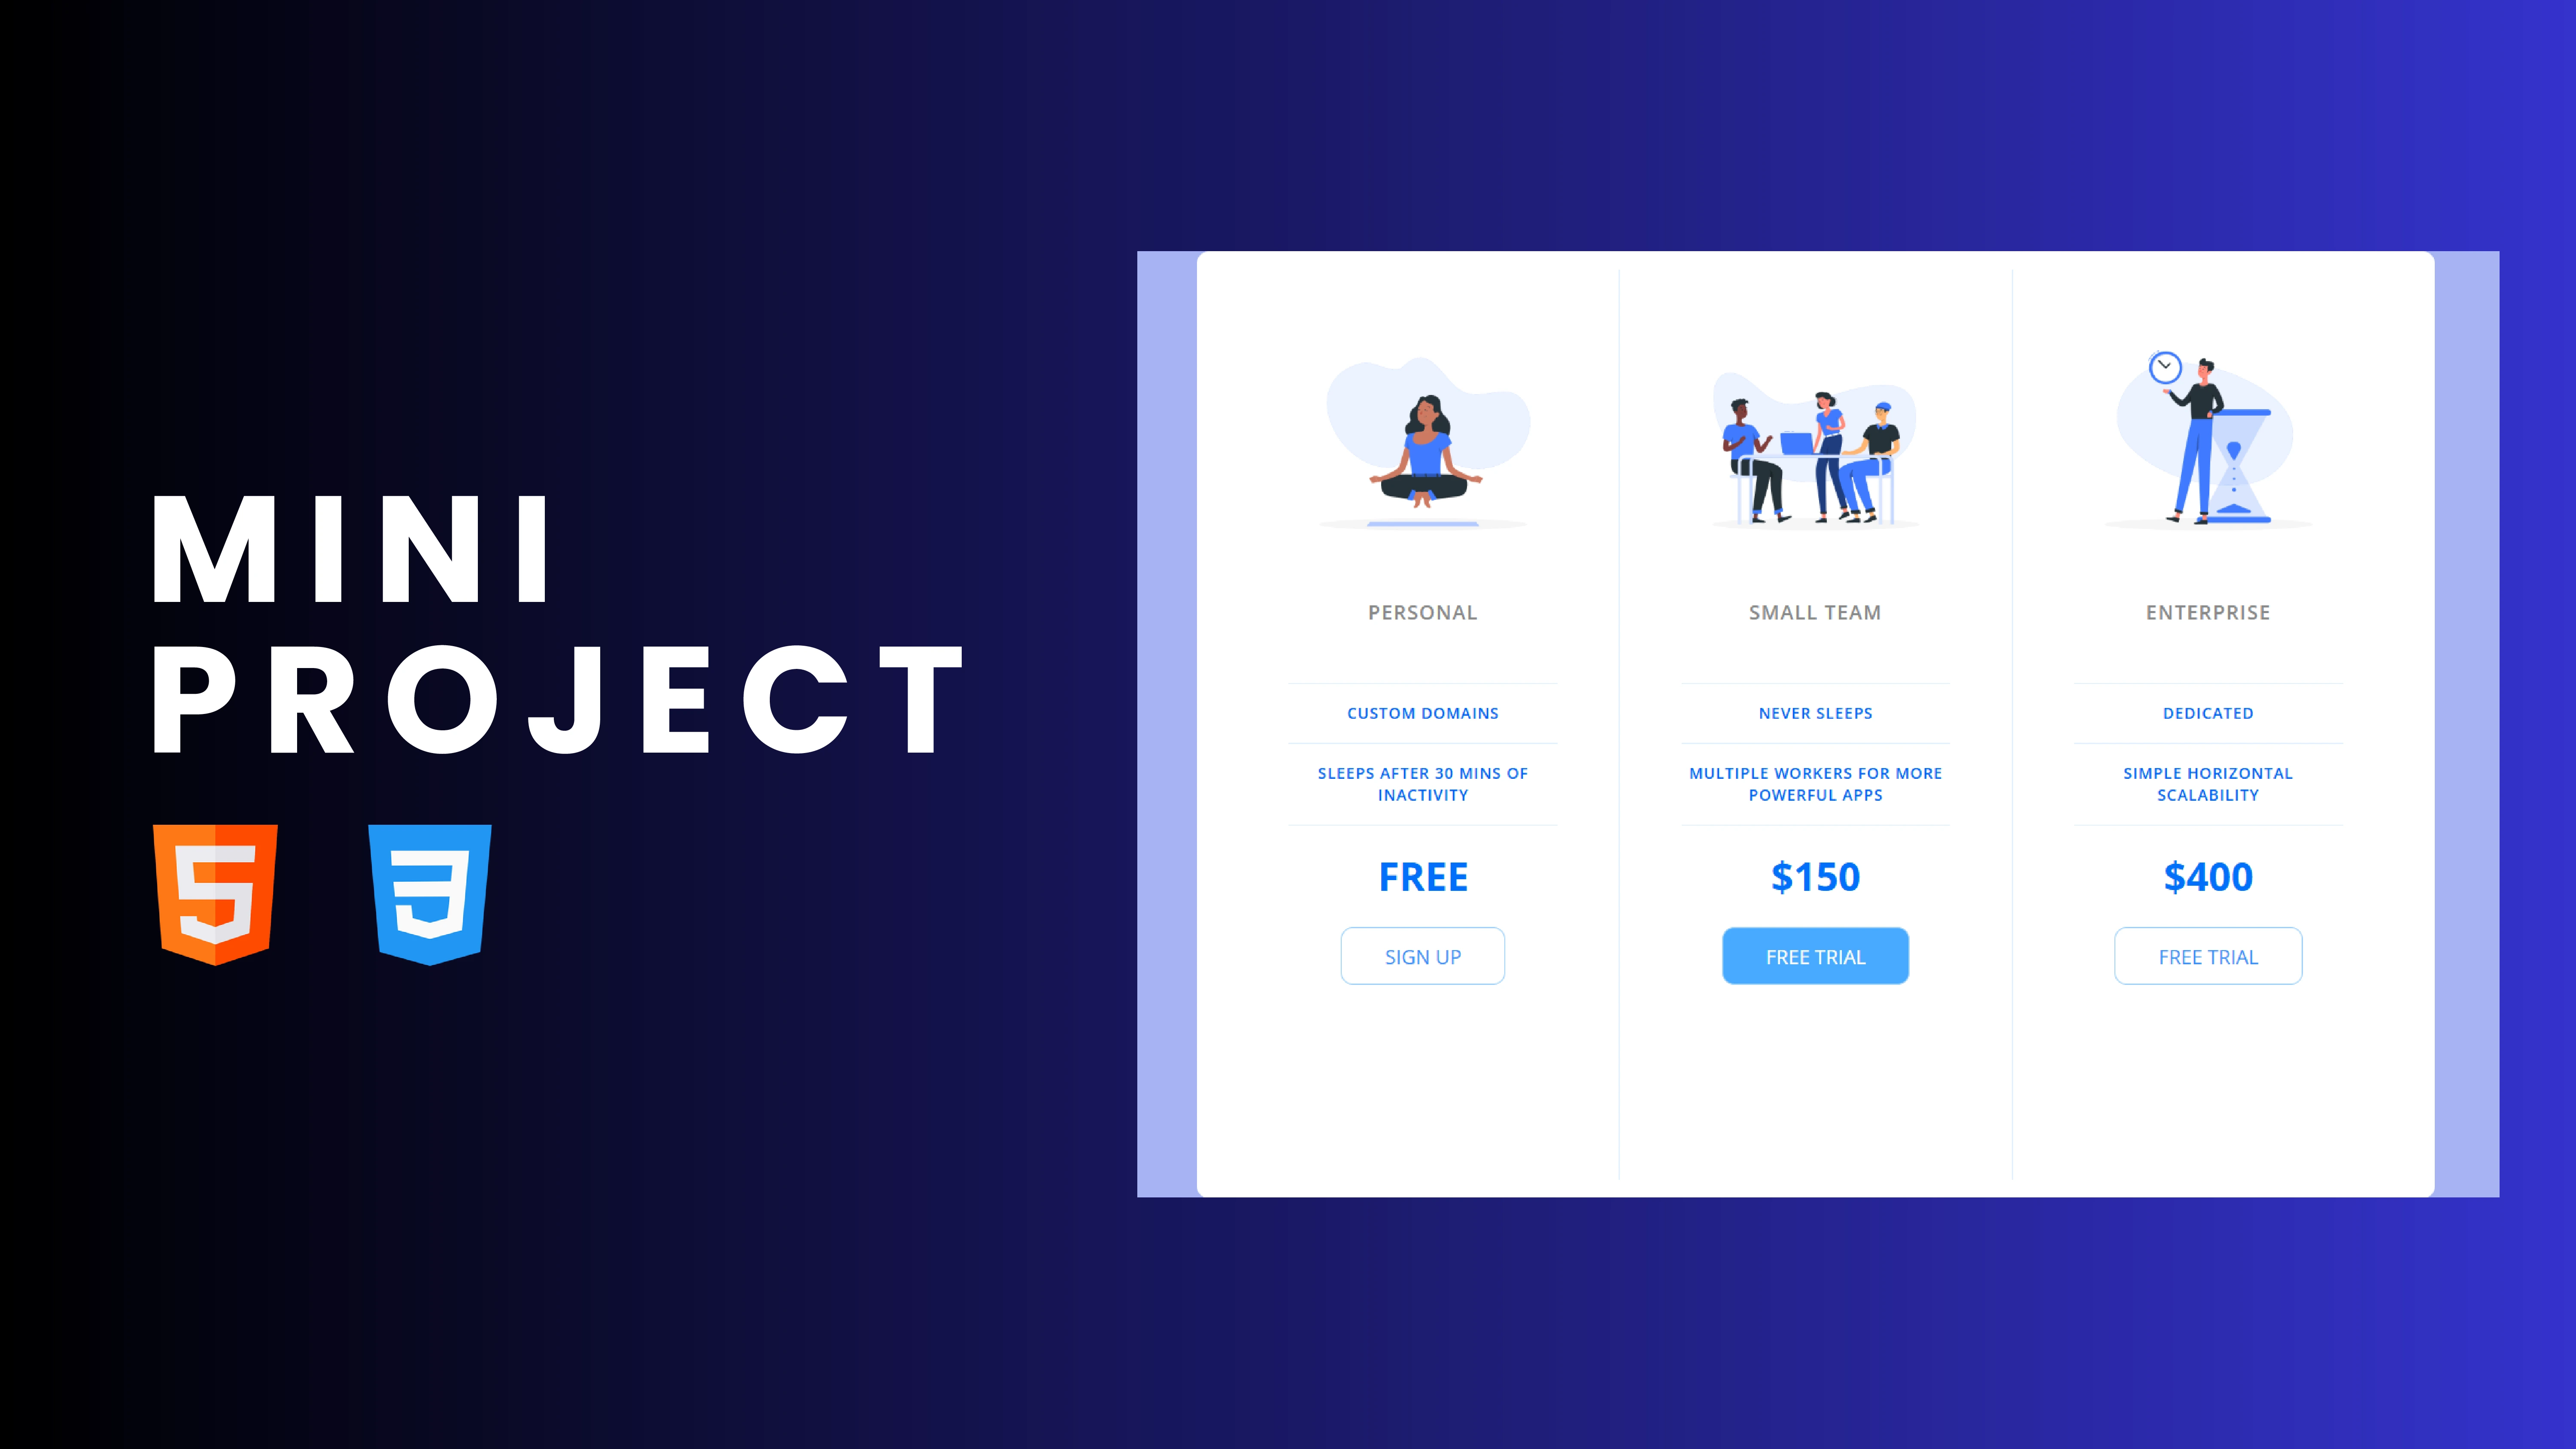 MINI
PROJECT
PERSONAL
CUSTOM DOMAINS
SLEEPS AFTER 30 MINS OF
INACTIVITY
FREE
SIGN UP
SMALL TEAM
NEVER SLEEPS
MULTIPLE WORKERS FOR MORE
POWERFUL APPS
$150
FREE TRIAL
ENTERPRISE
DEDICATED
SIMPLE HORIZONTAL
SCALABILITY
$400
FREE TRIAL